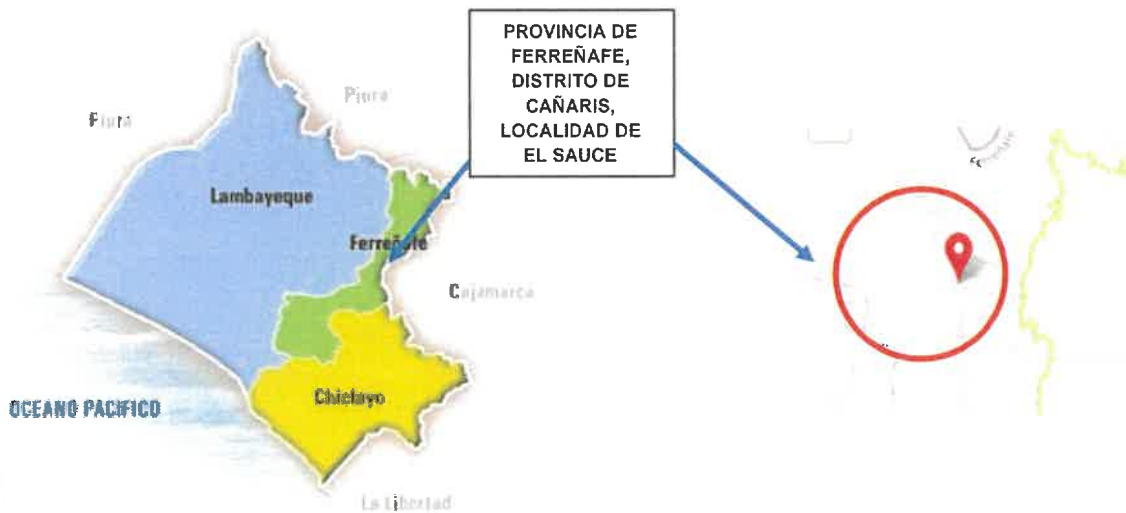 PROVINCIA DE
FERREÑAFE,
DISTRITO DE
CAÑARIS,
LOCALIDAD DE
EL SAUCE
Piura
Piura
Lambayeque
Ferreñafe
Cajamarca
Chiclayo
OCEANO PACIFICO
La Libertad